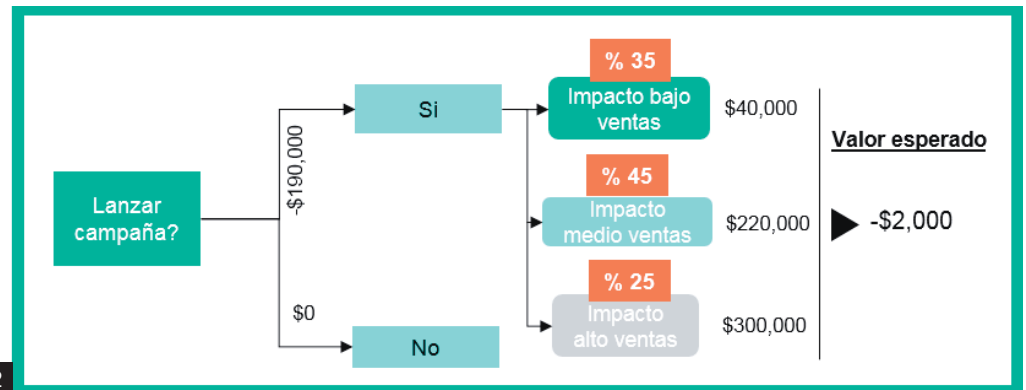 % 35
Si
Impacto bajo
ventas
$40,000
Valor esperado
-$190,000
% 45
Lanzar
campaña?
Impacto
medio ventas
$220,000
-$2,000
% 25
$0
Impacto
alto ventas
$300,000
No
2